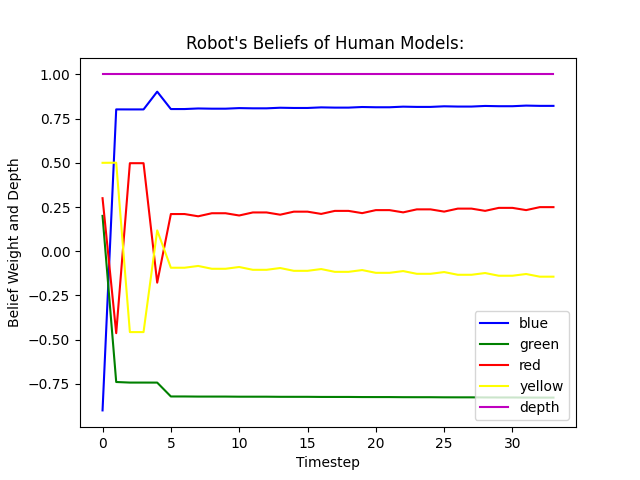 Robot's Beliefs of Human Models:
Belief Weight and Depth
1.00
0.75
0.50
0.25
0.00
−0.25
−0.50
−0.75
0
5
10
15
20
25
30
Timestep
blue
green
red
yellow
depth